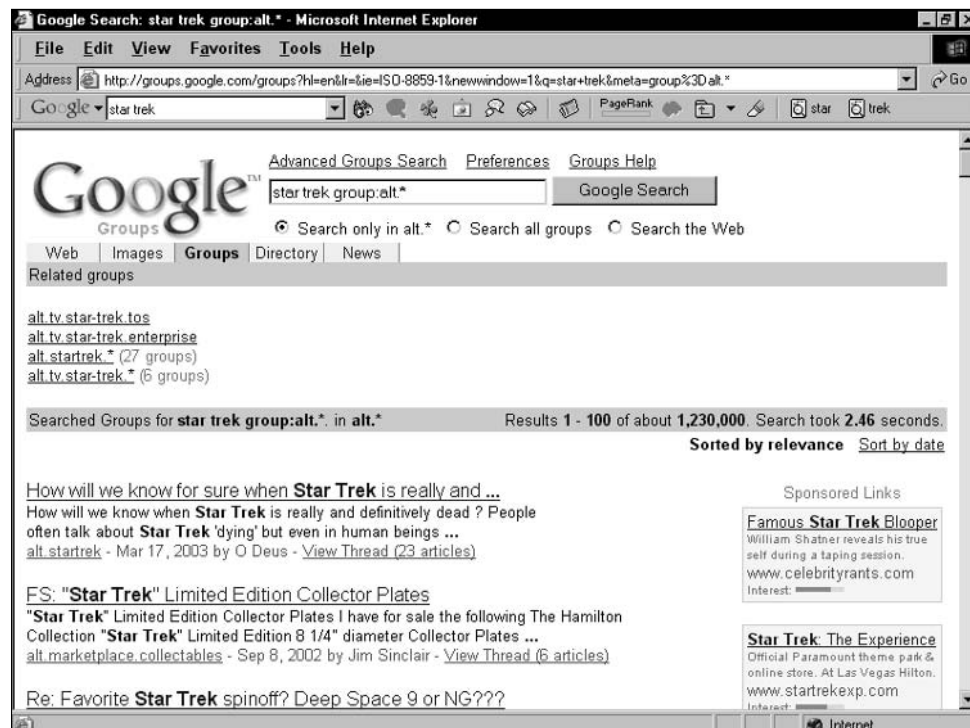 Google Search: star trek group:alt.* - Microsoft Internet Explorer
File Edit View Favorites Tools Help
Address http://groups.google.com/groups?hl=en&lr=&ie=ISO-8859-1&newwindow=1&q=star+trek&meta=group%3Dalt.* Go
Google star trek PageRank star trek
Advanced Groups Search Preferences Groups Help
Google™
Groups
star trek group:alt.* Google Search
Search only in alt.* Search all groups Search the Web
Web Images Groups Directory News
Related groups
alt.tv.star-trek.tos
alt.tv.star-trek.enterprise
alt.startrek.* (27 groups)
alt.tv.star-trek.* (6 groups)
Searched Groups for star trek group:alt.*. in alt.* Results 1 - 100 of about 1,230,000. Search took 2.46 seconds.
Sorted by relevance Sort by date
How will we know for sure when Star Trek is really and ...
How will we know when Star Trek is really and definitively dead ? People
often talk about Star Trek 'dying' but even in human beings ...
alt.startrek - Mar 17, 2003 by O Deus - View Thread (23 articles)
FS: "Star Trek" Limited Edition Collector Plates
"Star Trek" Limited Edition Collector Plates I have for sale the following The Hamilton
Collection "Star Trek" Limited Edition 8 1/4" diameter Collector Plates ...
alt.marketplace.collectables - Sep 8, 2002 by Jim Sinclair - View Thread (6 articles)
Re: Favorite Star Trek spinoff? Deep Space 9 or NG???
Sponsored Links
Famous Star Trek Blooper
William Shatner reveals his true
self during a taping session.
www.celebrityrants.com
Interest:
Star Trek: The Experience
Official Paramount theme park &
online store. At Las Vegas Hilton.
www.startrekexp.com
Interest:
Internet